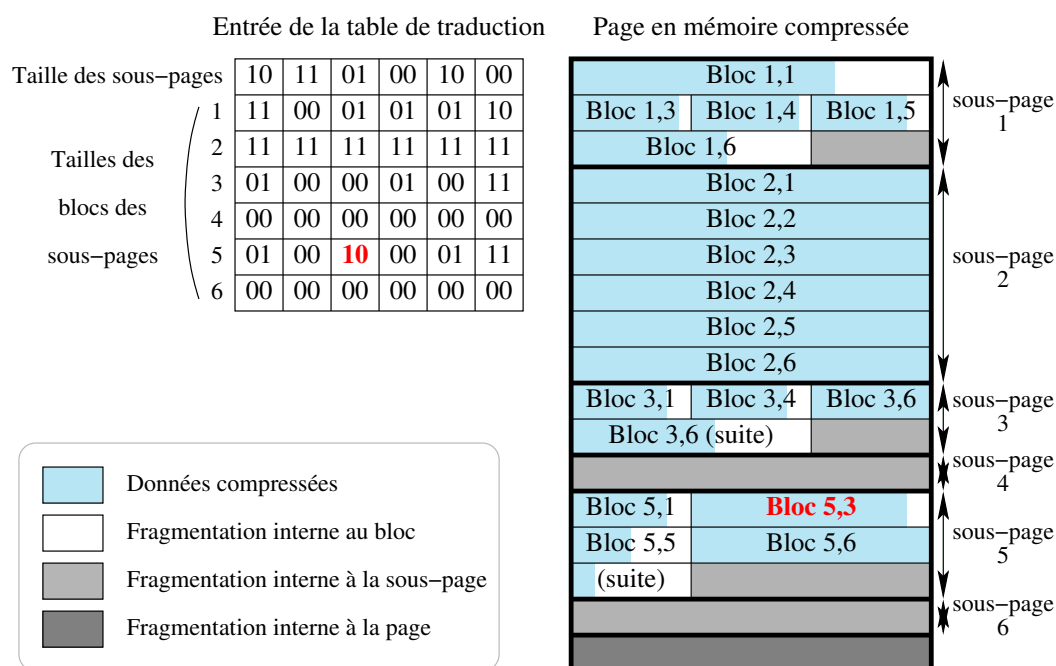 Entrée de la table de traduction
Taille des sous−pages 10 11 01 00 10 00
1 11 00 01 01 01 10
2 11 11 11 11 11 11
3 01 00 00 01 00 11
4 00 00 00 00 00 00
5 01 00 10 00 01 11
6 00 00 00 00 00 00
Tailles des
blocs des
sous−pages
Page en mémoire compressée
Bloc 1,1
Bloc 1,3 Bloc 1,4 Bloc 1,5
Bloc 1,6
sous−page
1
Bloc 2,1
Bloc 2,2
Bloc 2,3
Bloc 2,4
Bloc 2,5
Bloc 2,6
sous−page
2
Bloc 3,1 Bloc 3,4 Bloc 3,6
Bloc 3,6 (suite)
sous−page
3
sous−page
4
Bloc 5,1 Bloc 5,3
Bloc 5,5 Bloc 5,6
(suite)
sous−page
5
sous−page
6
Données compressées
Fragmentation interne au bloc
Fragmentation interne à la sous−page
Fragmentation interne à la page